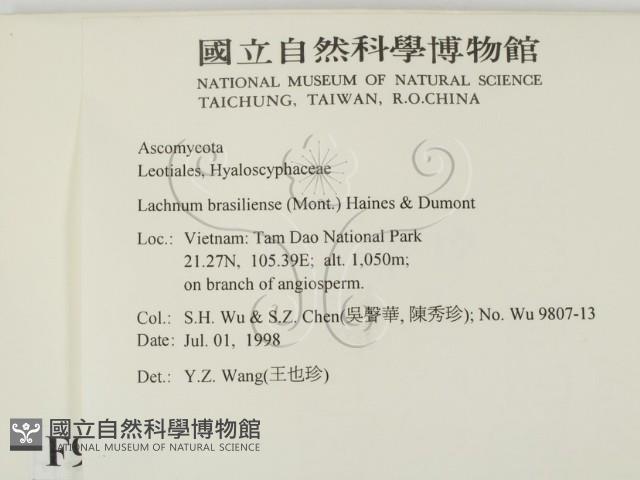 國立自然科學博物館
NATIONAL MUSEUM OF NATURAL SCIENCE
TAICHUNG, TAIWAN, R.O.CHINA
Ascomycota
Leotiales, Hyaloscyphaceae
Lachnum brasiliense (Mont.) Haines & Dumont
Loc.: Vietnam: Tam Dao National Park
21.27N, 105.39E; alt. 1,050m;
on branch of angiosperm.
Col.: S.H. Wu & S.Z. Chen(吳聲華, 陳秀珍); No. Wu 9807-13
Date: Jul. 01, 1998
Det.: Y.Z. Wang(王也珍)
國立自然科學博物館
NATIONAL MUSEUM OF NATURAL SCIENCE